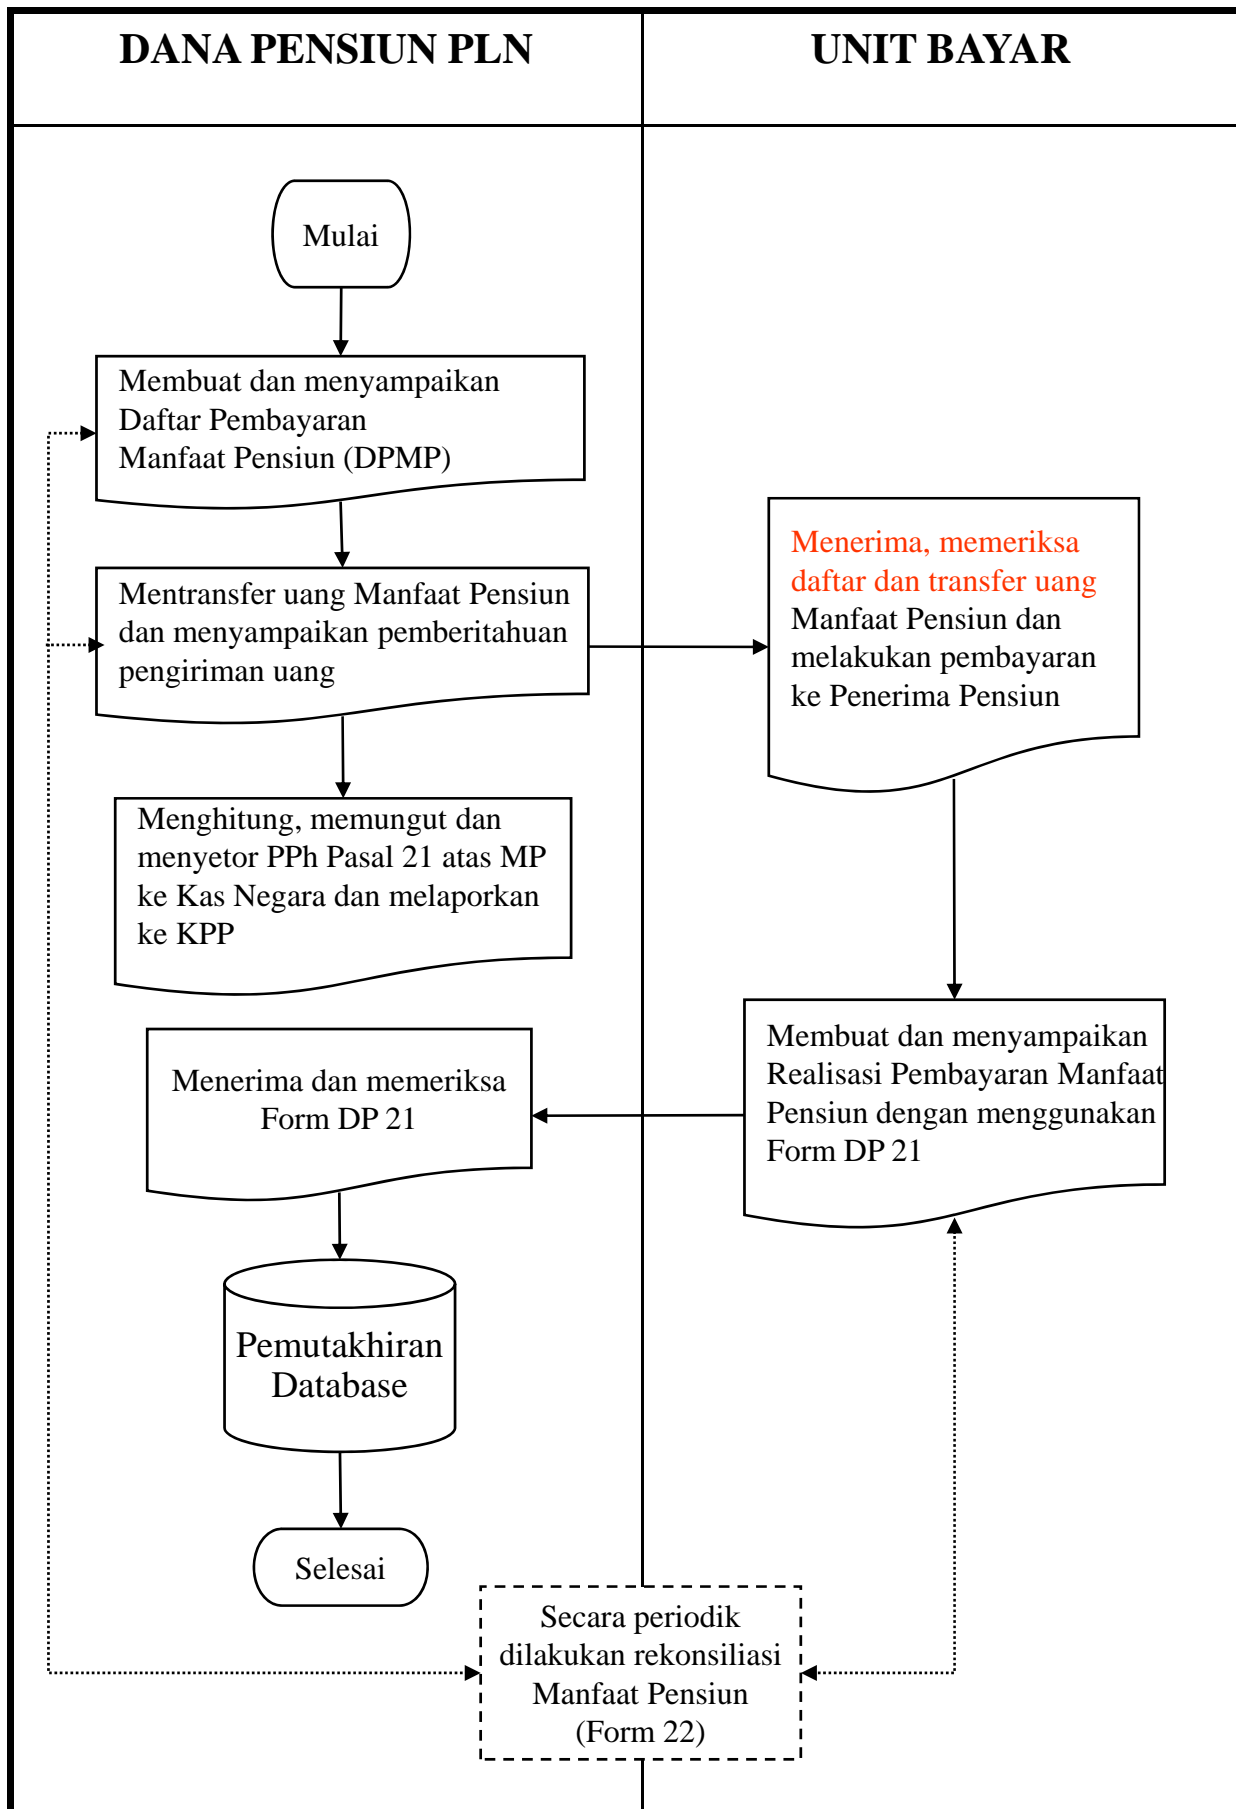 DANA PENSIUN PLN
UNIT BAYAR
Mulai
Membuat dan menyampaikan
Daftar Pembayaran
Manfaat Pensiun (DPMP)
Mentransfer uang Manfaat Pensiun
dan menyampaikan pemberitahuan
pengiriman uang
Menerima, memeriksa
daftar dan transfer uang
Manfaat Pensiun dan
melakukan pembayaran
ke Penerima Pensiun
Menghitung, memungut dan
menyetor PPh Pasal 21 atas MP
ke Kas Negara dan melaporkan
ke KPP
Membuat dan menyampaikan
Realisasi Pembayaran Manfaat
Pensiun dengan menggunakan
Form DP 21
Menerima dan memeriksa
Form DP 21
Pemutakhiran
Database
Selesai
Secara periodik
dilakukan rekonsiliasi
Manfaat Pensiun
(Form 22)